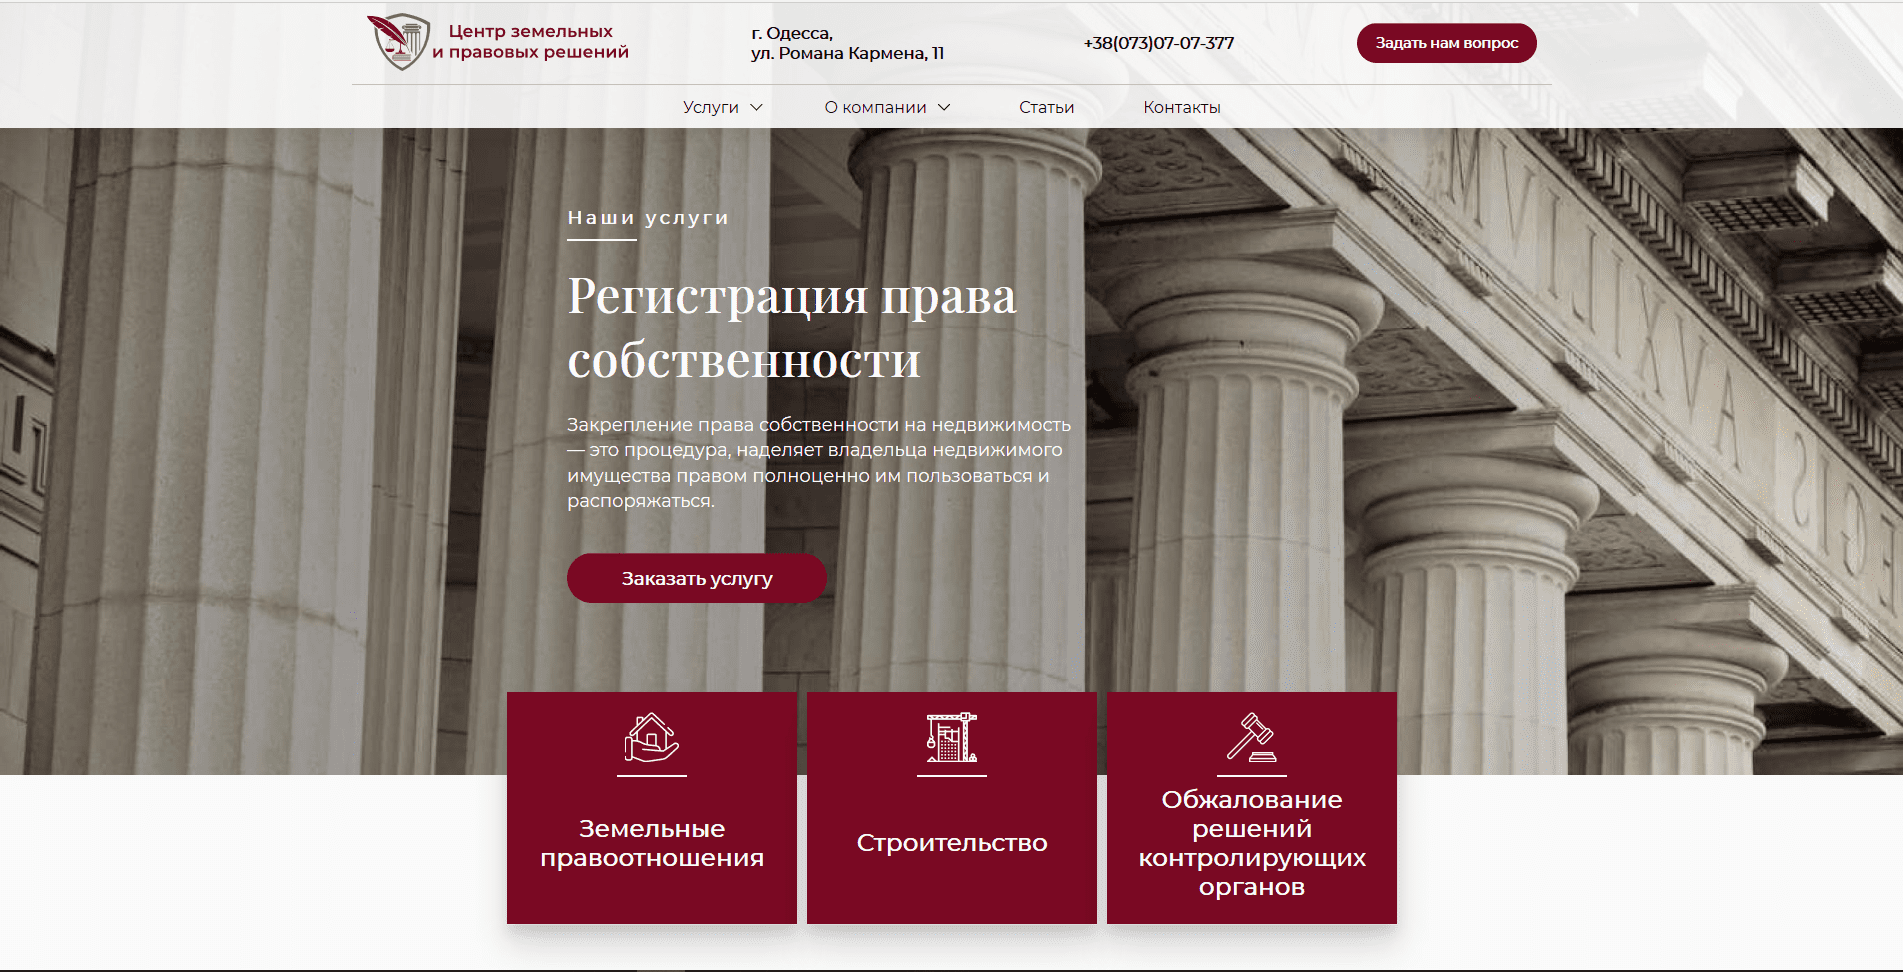 Центр земельных
и правовых решений
г. Одесса,
ул. Романа Кармена, 11
+38(073)07-07-377
Задать нам вопрос
Услуги
О компании
Статьи
Контакты
Наши услуги
Регистрация права
собственности
Закрепление права собственности на недвижимость
— это процедура, наделяет владельца недвижимого
имущества правом полноценно им пользоваться и
распоряжаться.
Заказать услугу
Земельные
правоотношения
Строительство
Обжалование
решений
контролирующих
органов